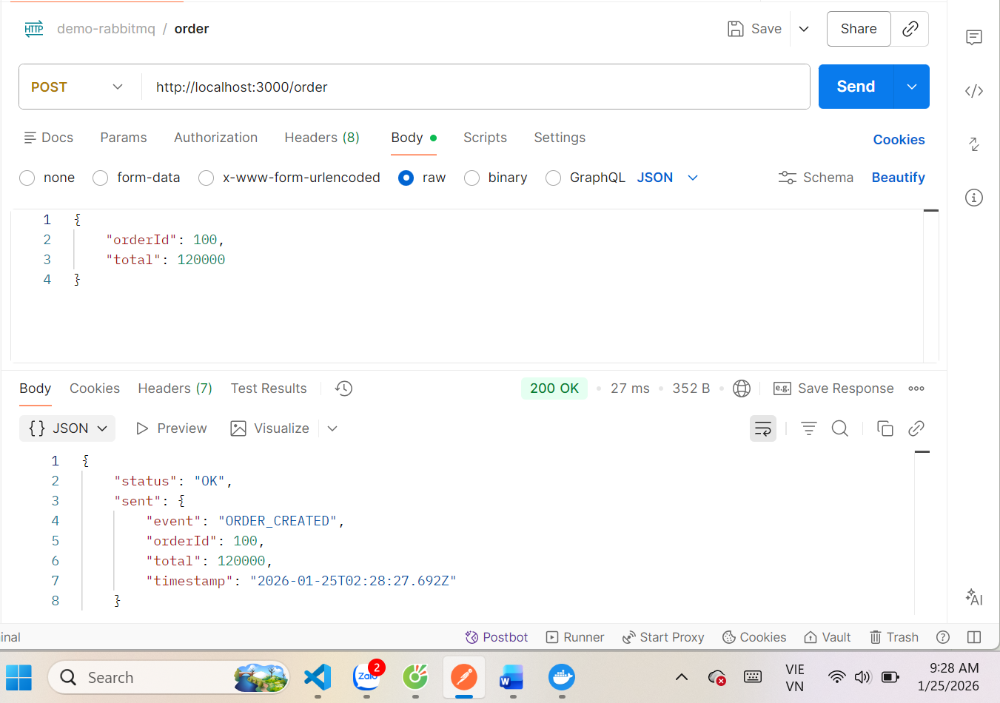 HTTP demo-rabbitmq / order Save Share
POST http://localhost:3000/order Send
Docs Params Authorization Headers (8) Body Scripts Settings Cookies
none form-data x-www-form-urlencoded raw binary GraphQL JSON Schema Beautify
1 {
2 "orderId": 100,
3 "total": 120000
4 }
Body Cookies Headers (7) Test Results 200 OK 27 ms 352 B e.g. Save Response
{} JSON Preview Visualize
1 {
2 "status": "OK",
3 "sent": {
4 "event": "ORDER_CREATED",
5 "orderId": 100,
6 "total": 120000,
7 "timestamp": "2026-01-25T02:28:27.692Z"
8 }
AI
inal Postbot Runner Start Proxy Cookies Vault Trash
Search Zalo 2 W VIE 9:28 AM
VN 1/25/2026